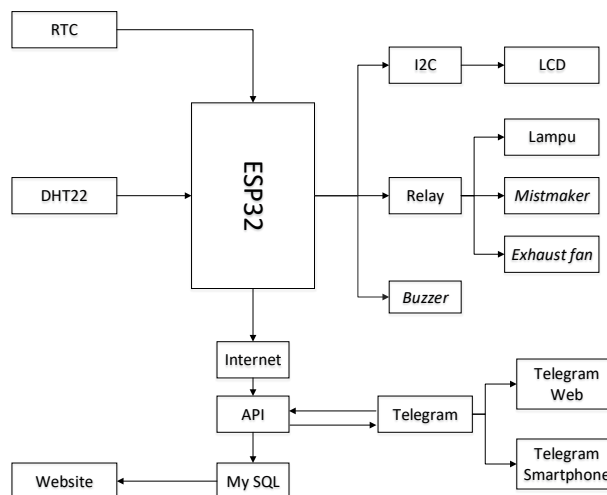 RTC
I2C
LCD
ESP32
Lampu
DHT22
Relay
Mistmaker
Exhaust fan
Buzzer
Internet
API
Telegram
Telegram
Web
Telegram
Smartphone
Website
My SQL